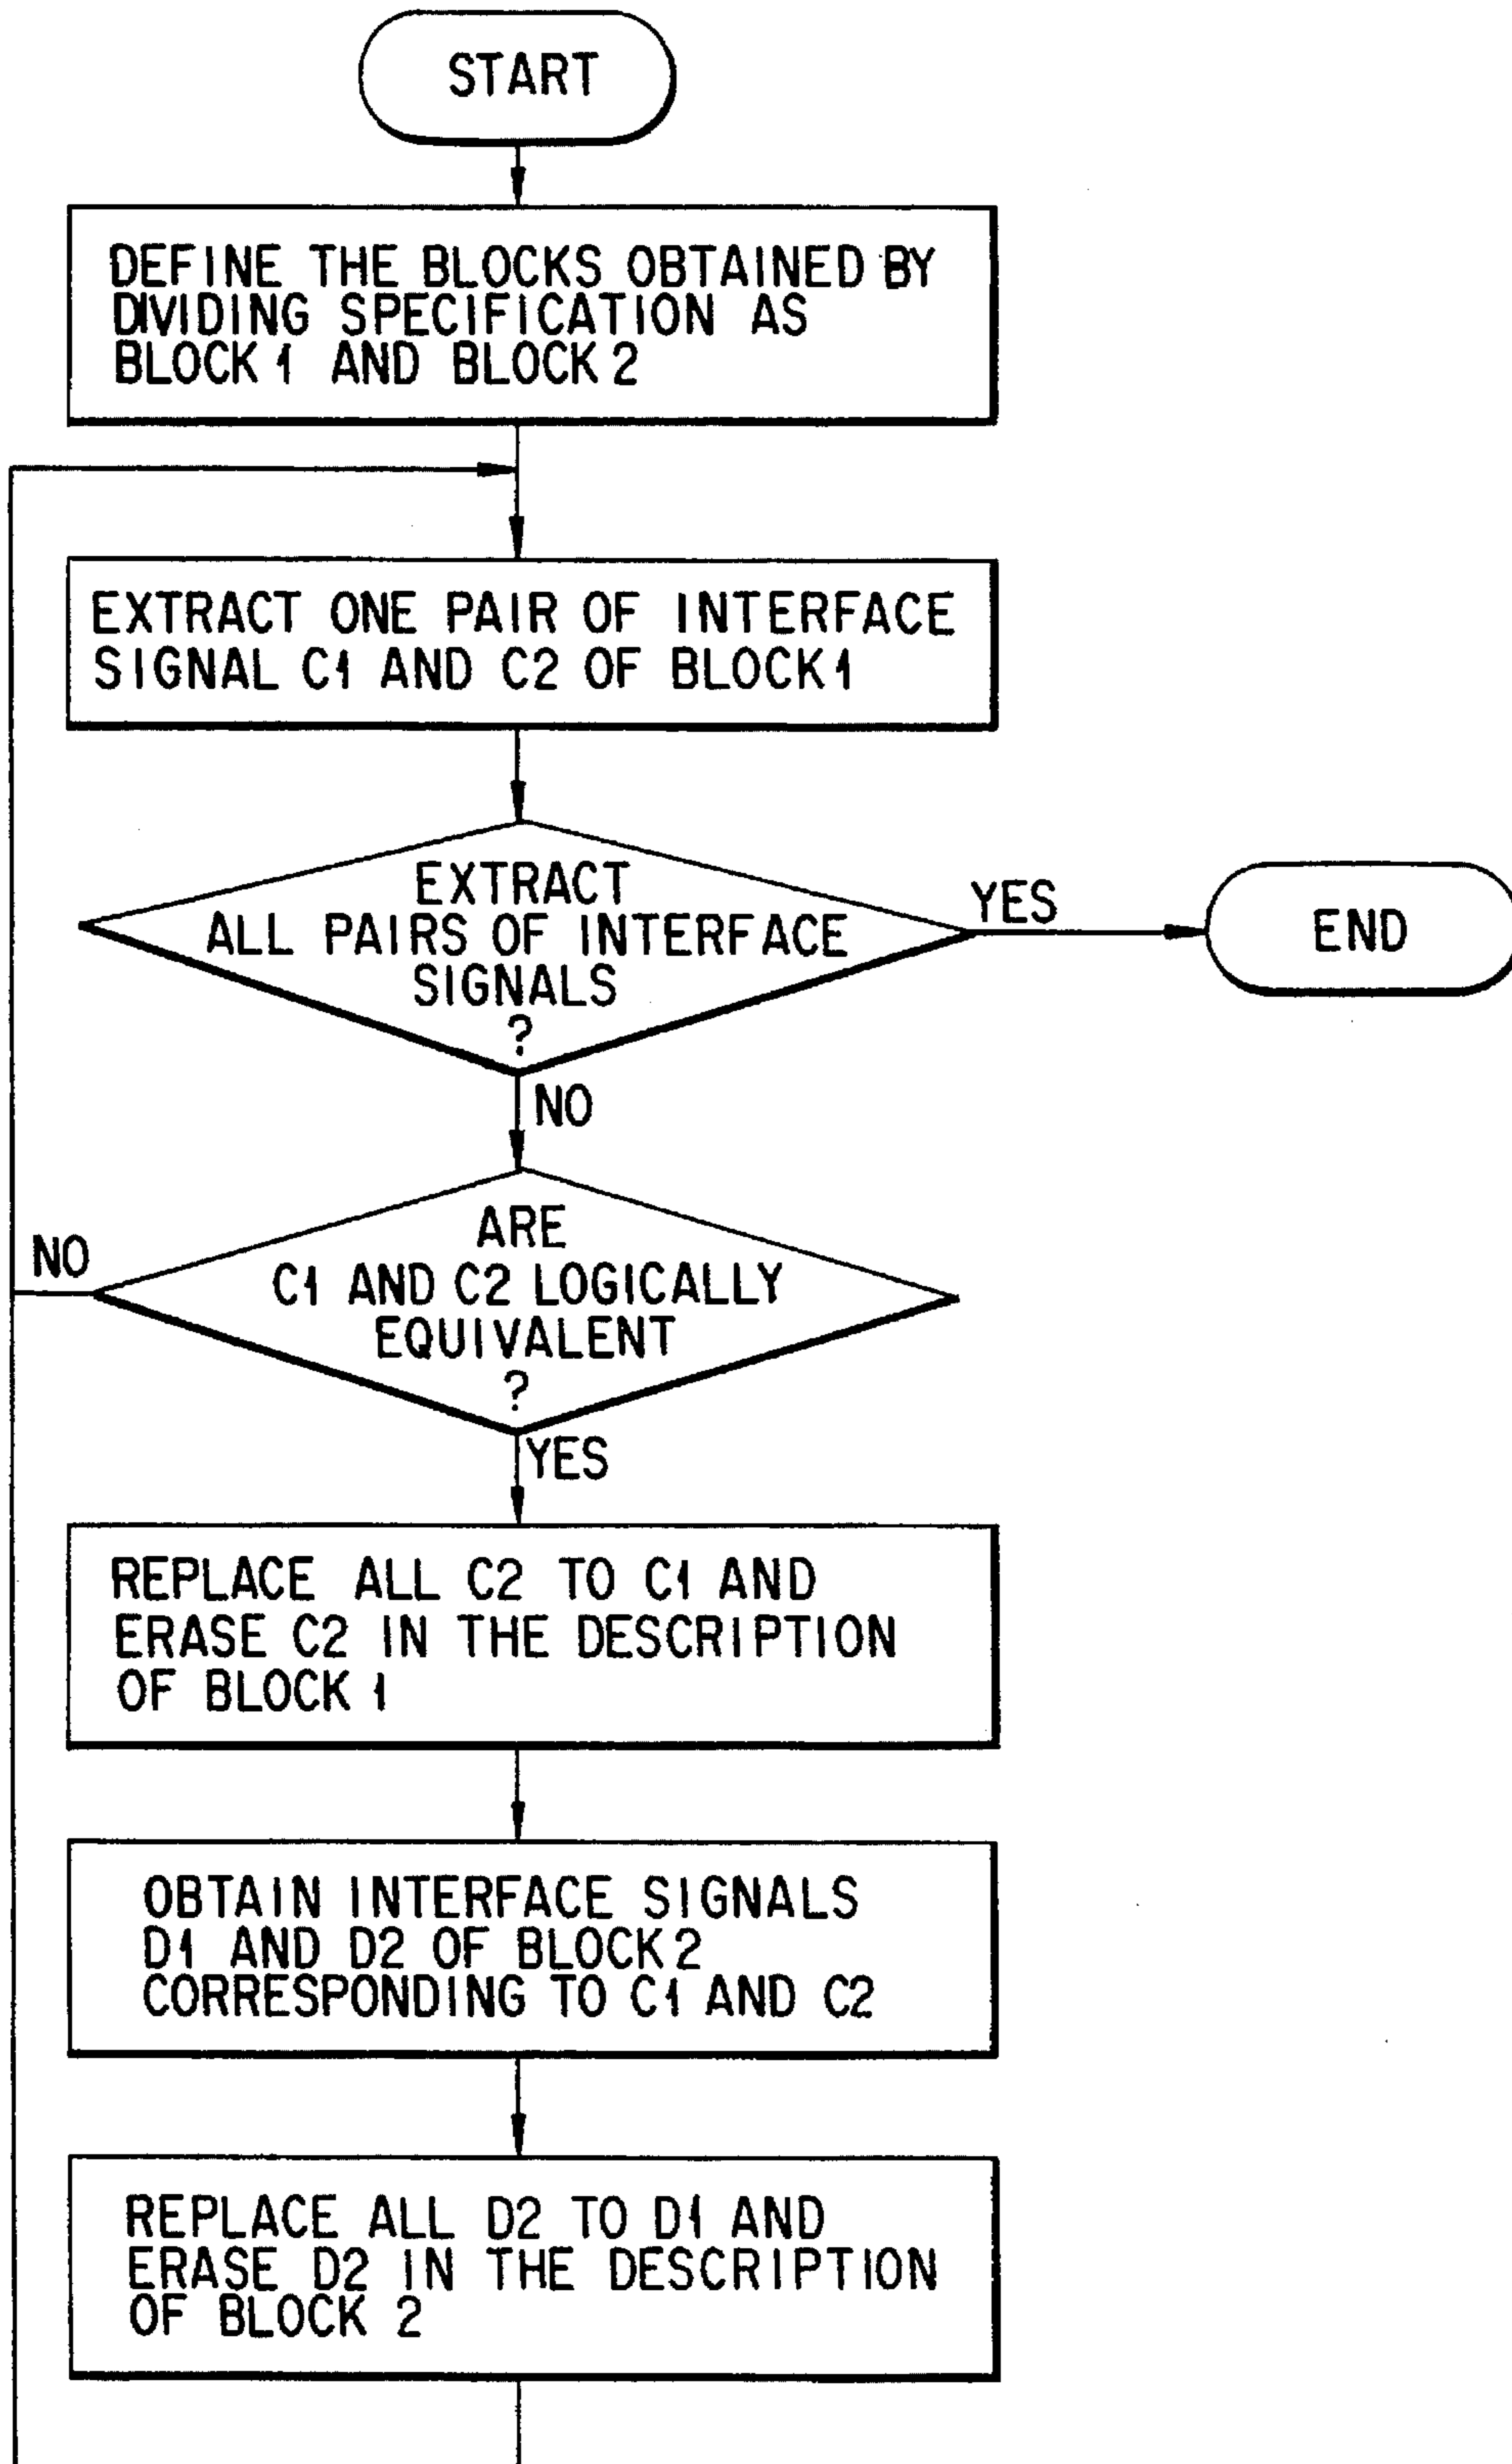 START
DEFINE THE BLOCKS OBTAINED BY
DIVIDING SPECIFICATION AS
BLOCK 1 AND BLOCK 2
EXTRACT ONE PAIR OF INTERFACE
SIGNAL C1 AND C2 OF BLOCK 1
EXTRACT
ALL PAIRS OF INTERFACE
SIGNALS
?
YES
END
NO
ARE
C1 AND C2 LOGICALLY
EQUIVALENT
?
NO
YES
REPLACE ALL C2 TO C1 AND
ERASE C2 IN THE DESCRIPTION
OF BLOCK 1
OBTAIN INTERFACE SIGNALS
D1 AND D2 OF BLOCK 2
CORRESPONDING TO C1 AND C2
REPLACE ALL D2 TO D1 AND
ERASE D2 IN THE DESCRIPTION
OF BLOCK 2